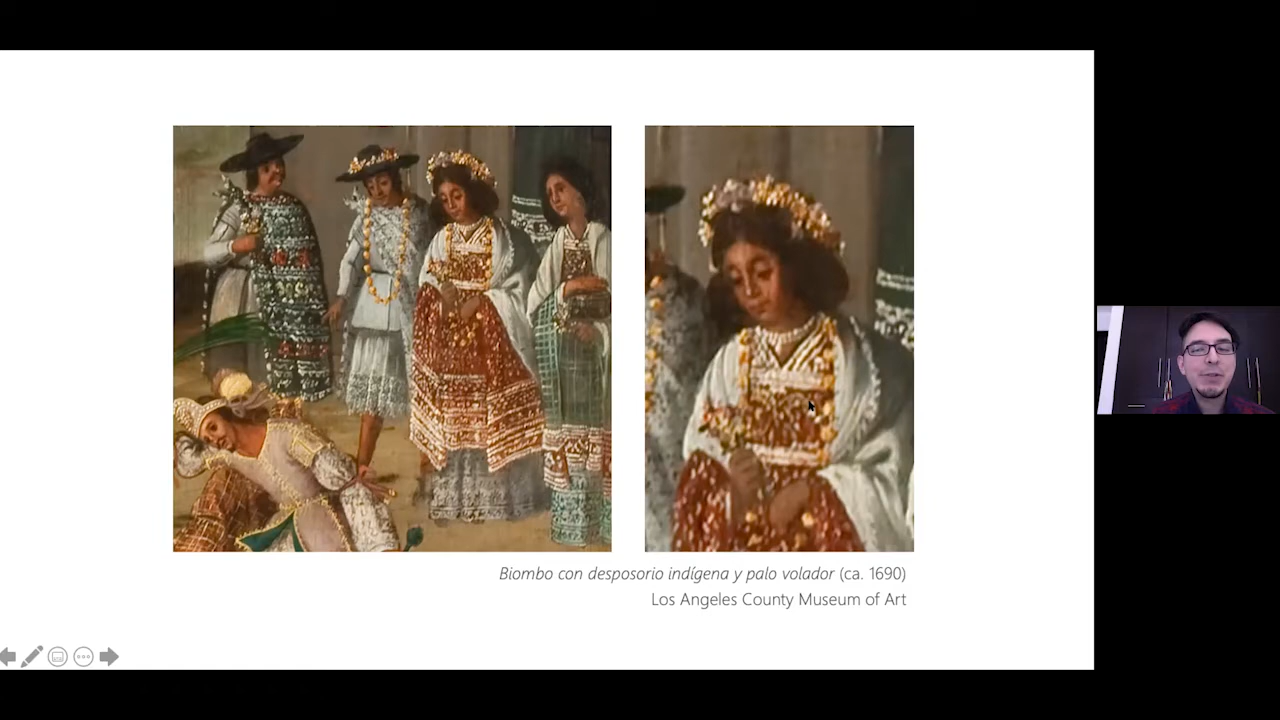 Biombo con desposorio indígena y palo volador (ca. 1690)
Los Angeles County Museum of Art